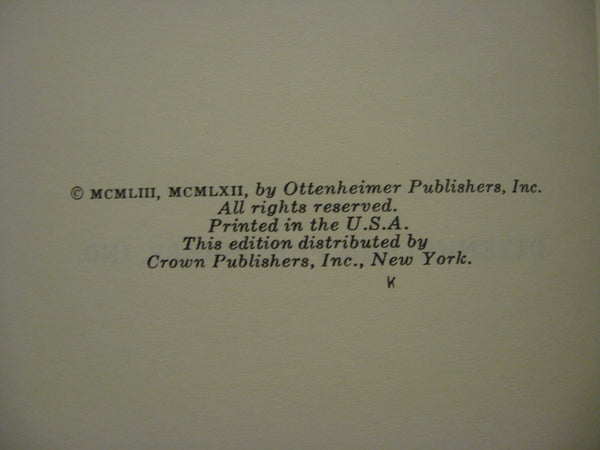 © MCMLIII, MCMLXII, by Ottenheimer Publishers, Inc.
All rights reserved.
Printed in the U.S.A.
This edition distributed by
Crown Publishers, Inc., New York.
K